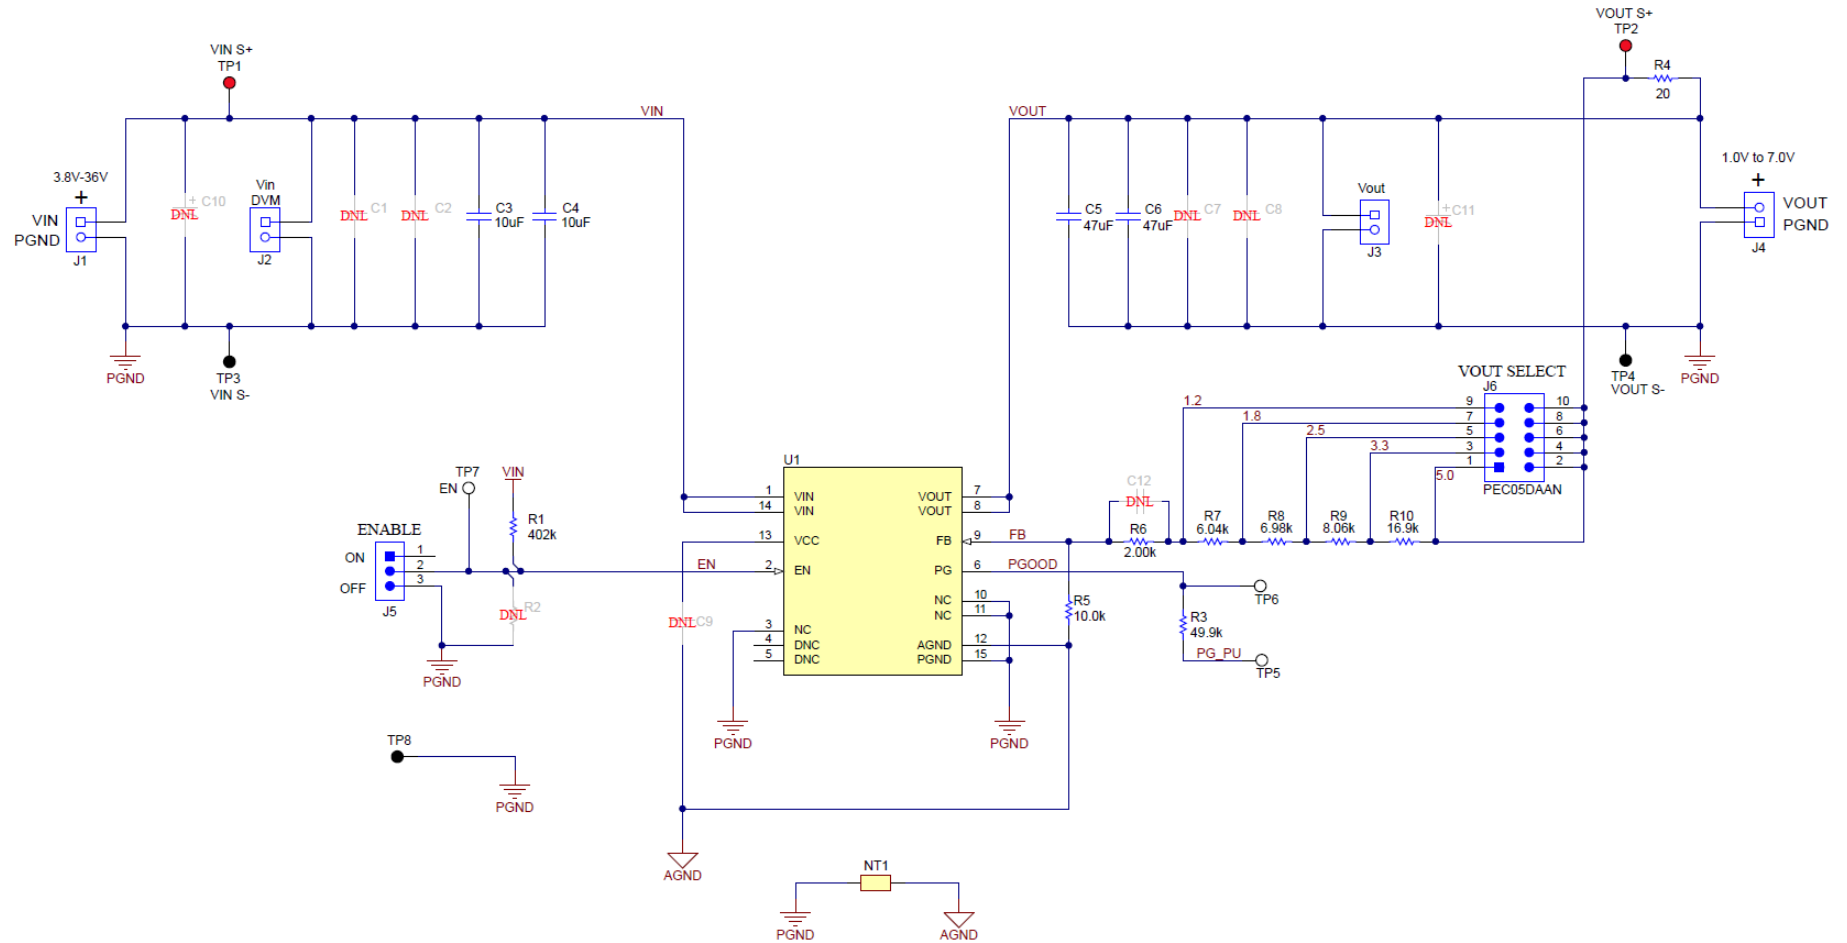 VIN S+
TP1
VIN
3.8V-36V
+
VIN
PGND
J1
PGND
+
C10
DNL
Vin
DVM
J2
TP3
VIN S-
C1
DNL
C2
DNL
C3
10uF
C4
10uF
VOUT S+
TP2
R4
20
VOUT
C5
47uF
C6
47uF
C7
DNL
C8
DNL
Vout
J3
+
C11
DNL
1.0V to 7.0V
+
VOUT
PGND
J4
TP4
VOUT S-
PGND
VOUT SELECT
J6
1.2
9
10
1.8
7
8
2.5
5
6
3.3
3
4
5.0
1
2
PEC05DAAN
TP7
EN
VIN
R1
402k
ENABLE
ON
OFF
1
2
3
J5
EN
R2
DNL
PGND
DNL
C9
U1
1
VIN
14
VIN
13
VCC
2
EN
3
NC
4
DNC
5
DNC
VOUT
7
VOUT
8
FB
9
PG
6
NC
10
NC
11
AGND
12
PGND
15
FB
C12
DNL
R6
2.00k
R7
6.04k
R8
6.98k
R9
8.06k
R10
16.9k
PGOOD
TP6
R5
10.0k
R3
49.9k
PG_PU
TP5
PGND
PGND
TP8
PGND
AGND
NT1
PGND
AGND